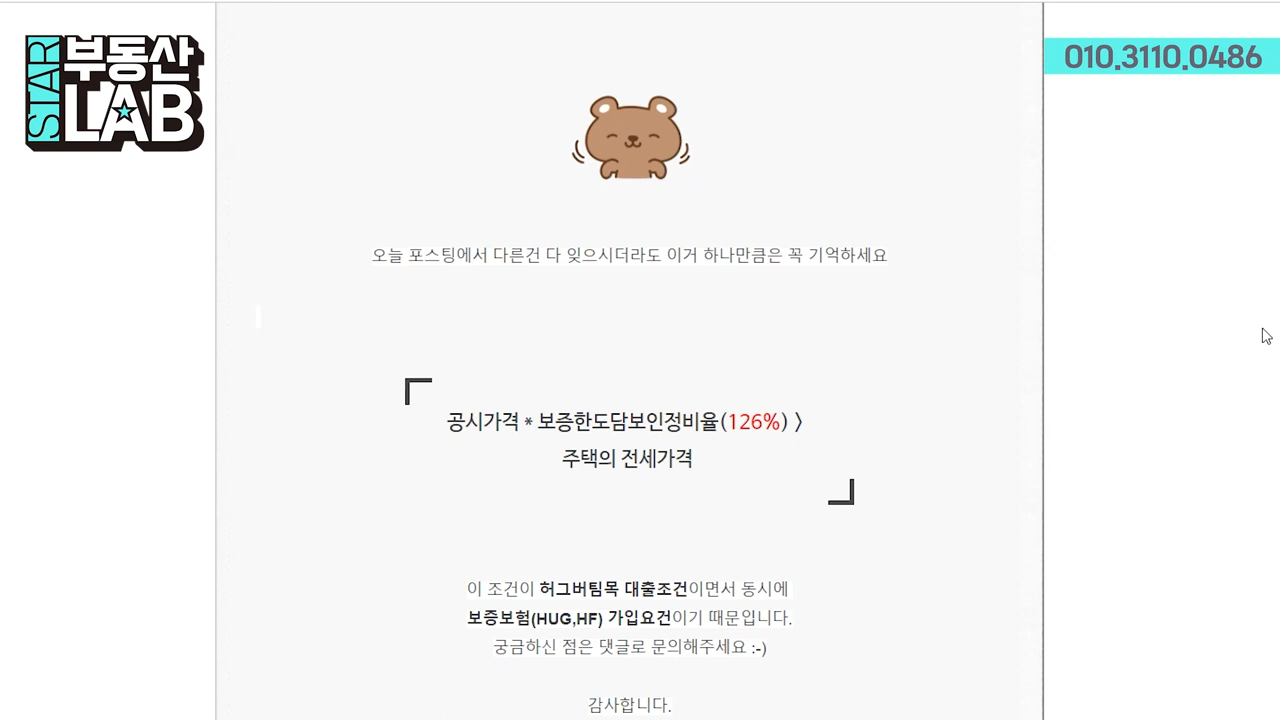 STAR
부동산
LAB
010.3110.0486
오늘 포스팅에서 다른건 다 잊으시더라도 이거 하나만큼은 꼭 기억하세요
공시가격 * 보증한도담보인정비율(126%) 〉
주택의 전세가격
이 조건이 허그버팀목 대출조건이면서 동시에
보증보험(HUG,HF) 가입요건이기 때문입니다.
궁금하신 점은 댓글로 문의해주세요 :-)
감사합니다.